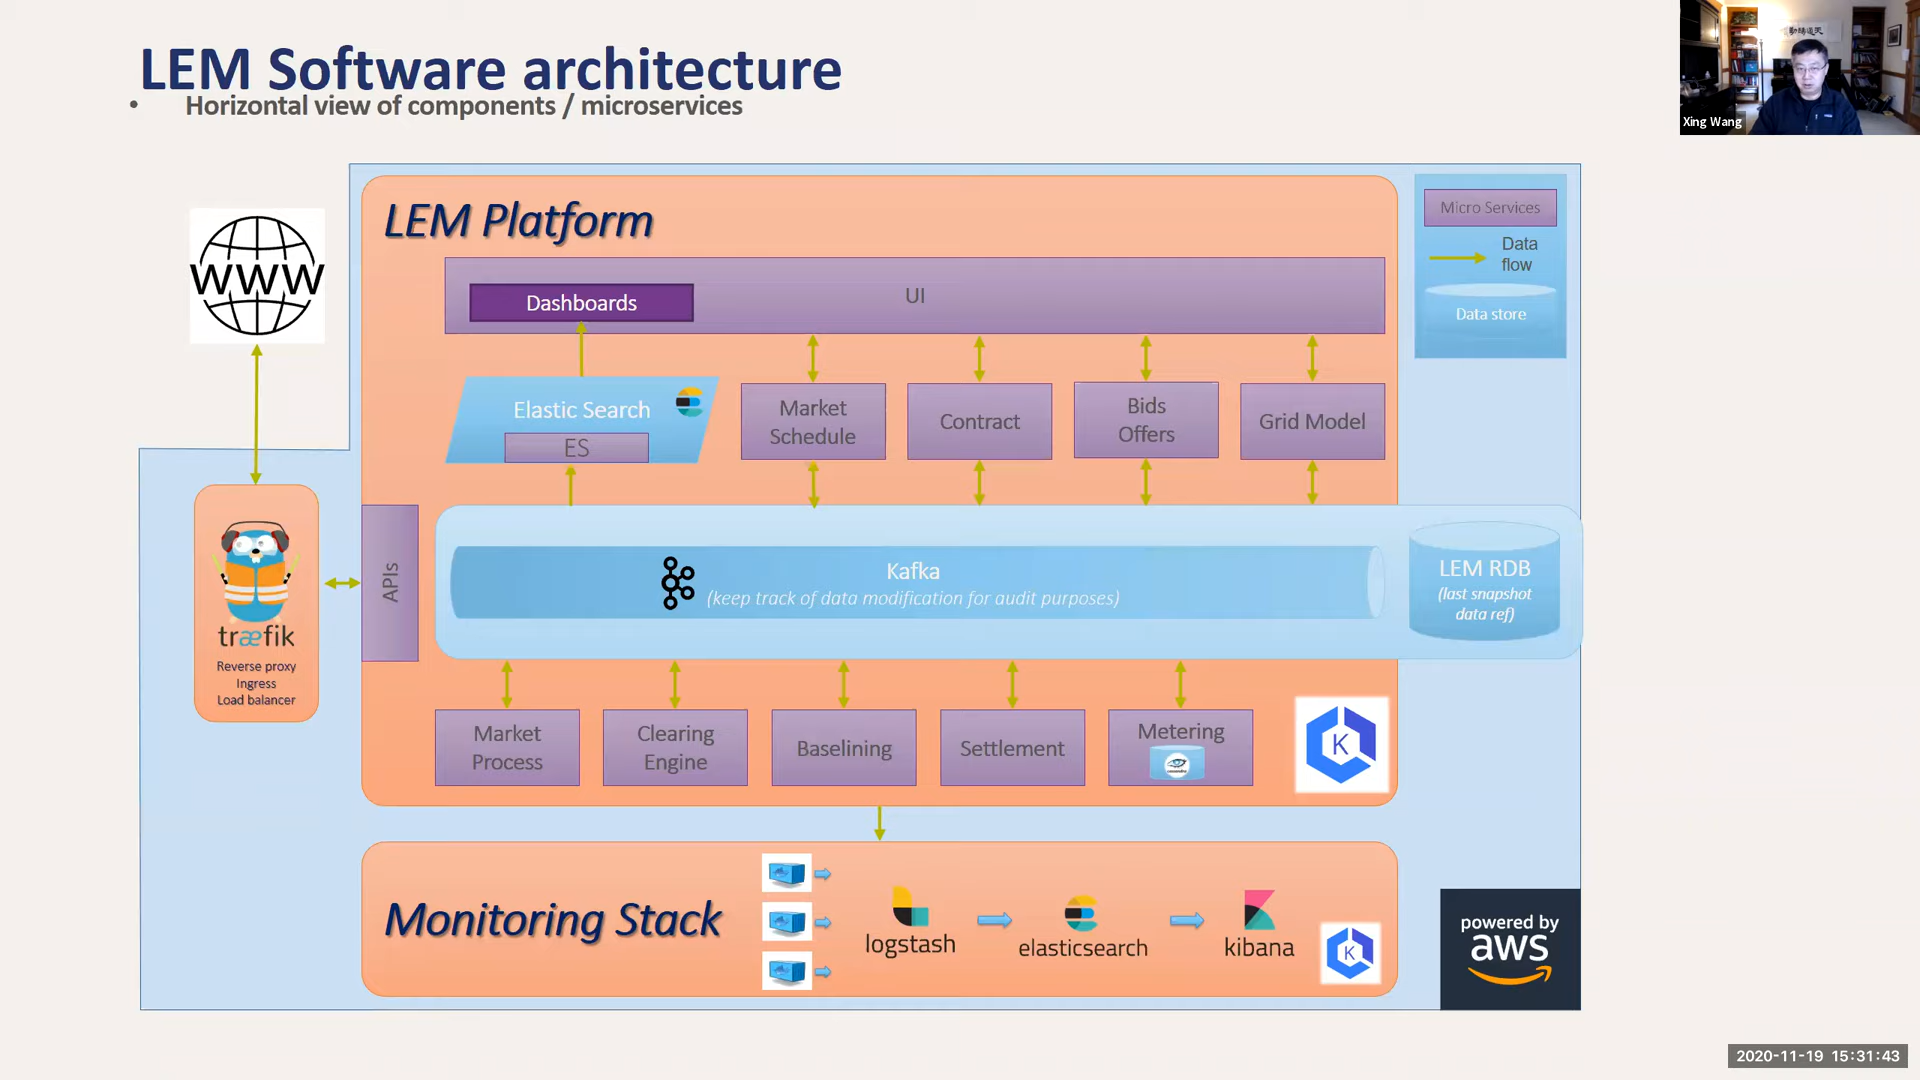 LEM Software architecture
• Horizontal view of components / microservices
Xing Wang
WWW
LEM Platform
Dashboards
UI
Micro Services
Data
flow
Data store
Elastic Search
ES
Market
Schedule
Contract
Bids
Offers
Grid Model
træfik
Reverse proxy
Ingress
Load balancer
APIs
Kafka
(keep track of data modification for audit purposes)
LEM RDB
(last snapshot
data ref)
Market
Process
Clearing
Engine
Baselining
Settlement
Metering
K
Monitoring Stack
logstash
elasticsearch
kibana
K
powered by
aws
2020-11-19 15:31:43